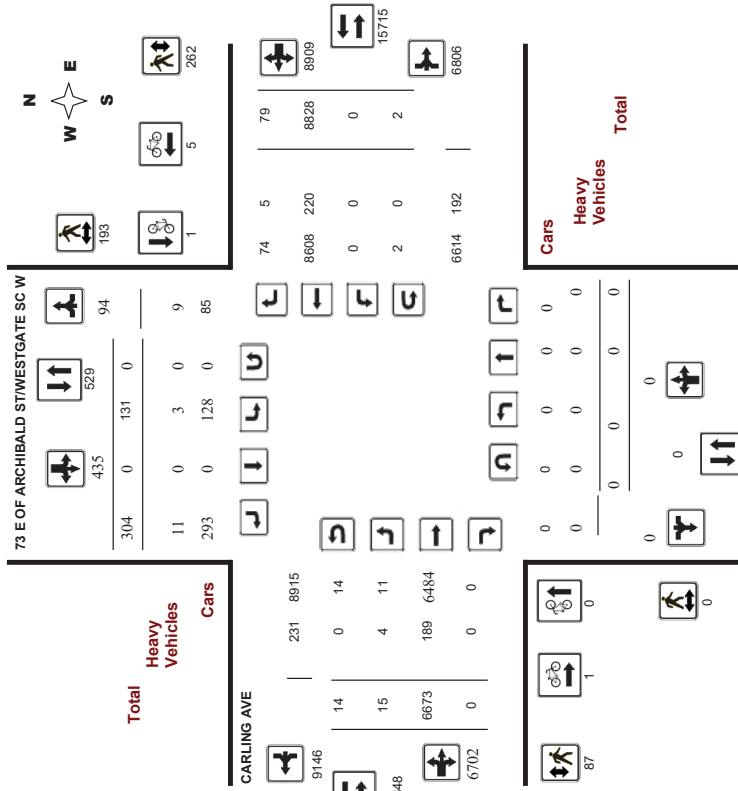 N
W E
S
193
262
1
5
73 E OF ARCHIBALD ST/WESTGATE SC W
435
529
94
304 0 131 0
11 0 3 0 9
293 0 128 0 85
Total
Heavy
Vehicles
Cars
CARLING AVE
9146
231 8915
14 0 14
15 4 11
6673 189 6484
0 0 0
48
6702
74 5 79
8608 220 8828
0 0 0
2 0 2
6614 192
8909
15715
6806
Cars
Heavy
Vehicles
Total
0 0 0 0 0
0 0 0 0 0
0 0 0 0
0
0
0
87
1
0
0